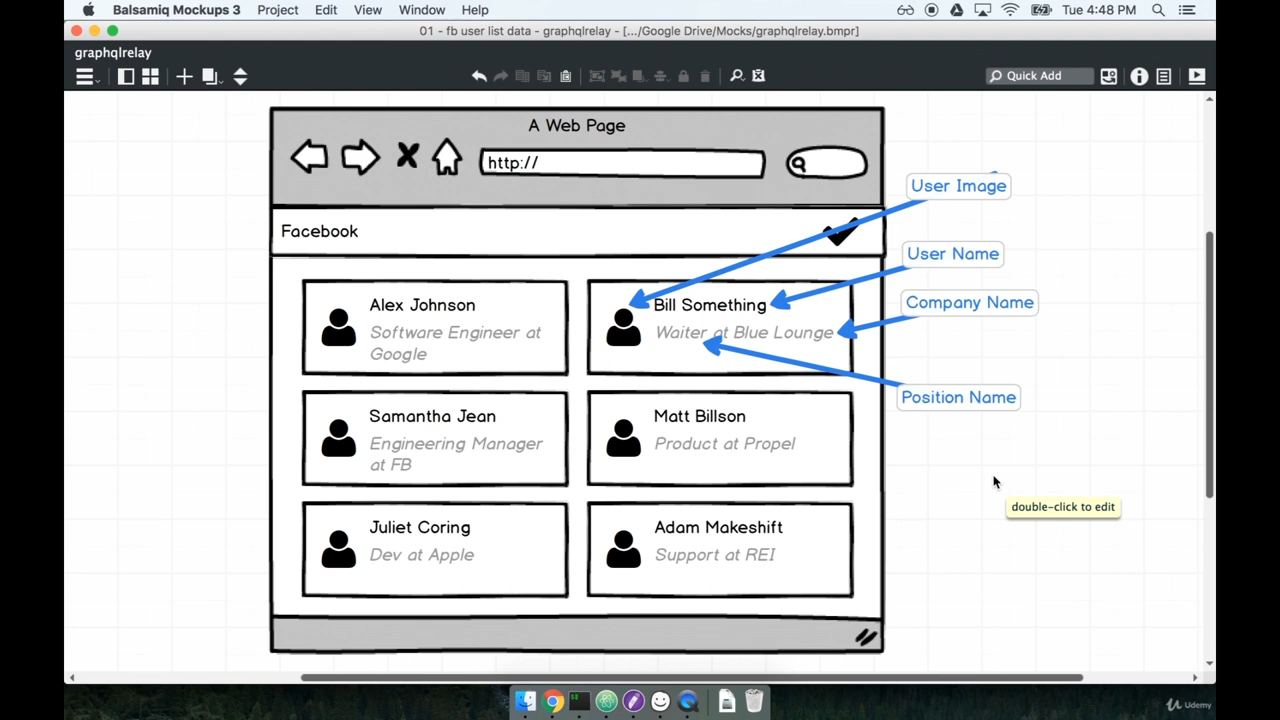 Balsamiq Mockups 3 Project Edit View Window Help Tue 4:48 PM
01 - fb user list data - graphqlrelay - [.../Google Drive/Mocks/graphqlrelay.bmpr]
graphqlrelay
Quick Add
A Web Page
http://
Facebook
User Image
User Name
Company Name
Position Name
Alex Johnson
Software Engineer at
Google
Bill Something
Waiter at Blue Lounge
Samantha Jean
Engineering Manager
at FB
Matt Billson
Product at Propel
Juliet Coring
Dev at Apple
Adam Makeshift
Support at REI
double-click to edit
Udemy